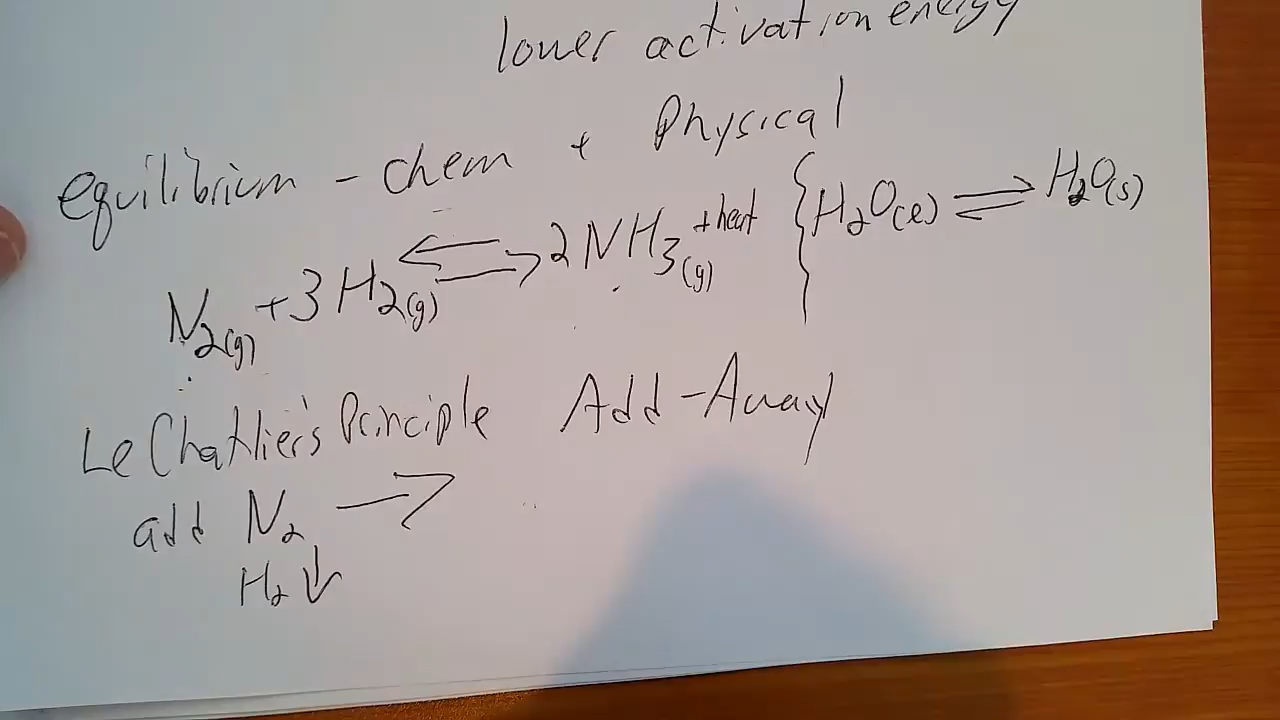 lower activation energy
equilibrium - chem + Physical
N2(g) + 3H2(g) ⇌ 2NH3(g) + heat { H2O(l) ⇌ H2O(s)
Le Chatlier's Principle Add-Away
add N2 →
H2 ↓